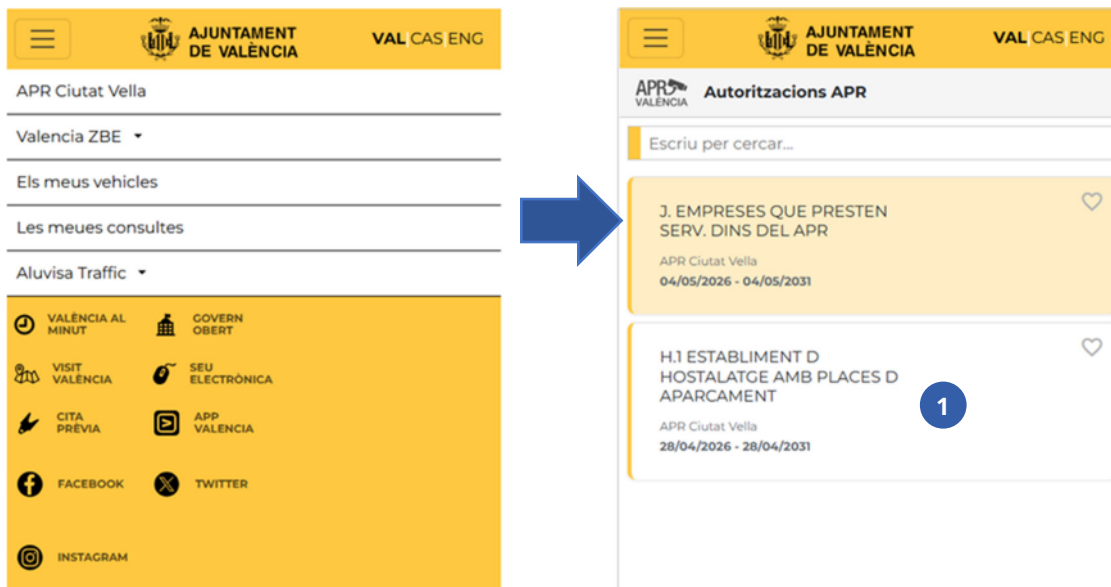 AJUNTAMENT
DE VALÈNCIA
VAL|CAS|ENG
APR Ciutat Vella
Valencia ZBE
Els meus vehicles
Les meues consultes
Aluvisa Traffic
VALÈNCIA AL
MINUT
GOVERN
OBERT
VISIT
VALÈNCIA
SEU
ELECTRÒNICA
CITA
PRÈVIA
APP
VALENCIA
FACEBOOK
TWITTER
INSTAGRAM
AJUNTAMENT
DE VALÈNCIA
VAL|CAS|ENG
APR
VALÈNCIA
Autoritzacions APR
Escriu per cercar...
J. EMPRESES QUE PRESTEN
SERV. DINS DEL APR
APR Ciutat Vella
04/05/2026 - 04/05/2031
H.1 ESTABLIMENT D
HOSTALATGE AMB PLACES D
APARCAMENT
1
APR Ciutat Vella
28/04/2026 - 28/04/2031